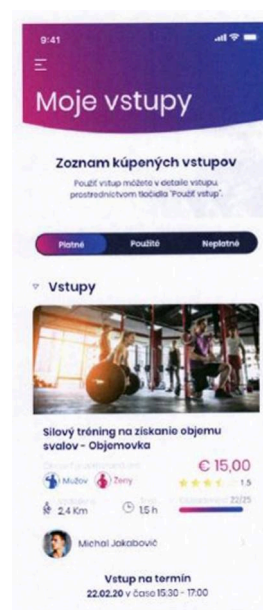 9:41
Moje vstupy
Zoznam kúpených vstupov
Použiť vstup môžete v detaile vstupu
prostredníctvom tlačidla "Použiť vstup".
Platné Použité Neplatné
Vstupy
Silový tréning na získanie objemu
svalov - Objemovka
€ 15,00
Mužov Ženy 1.5
22/25
2,4 Km 1.5 h
Michal Jakabovič
Vstup na termín
22.02.20 v čase 15:30 - 17:00